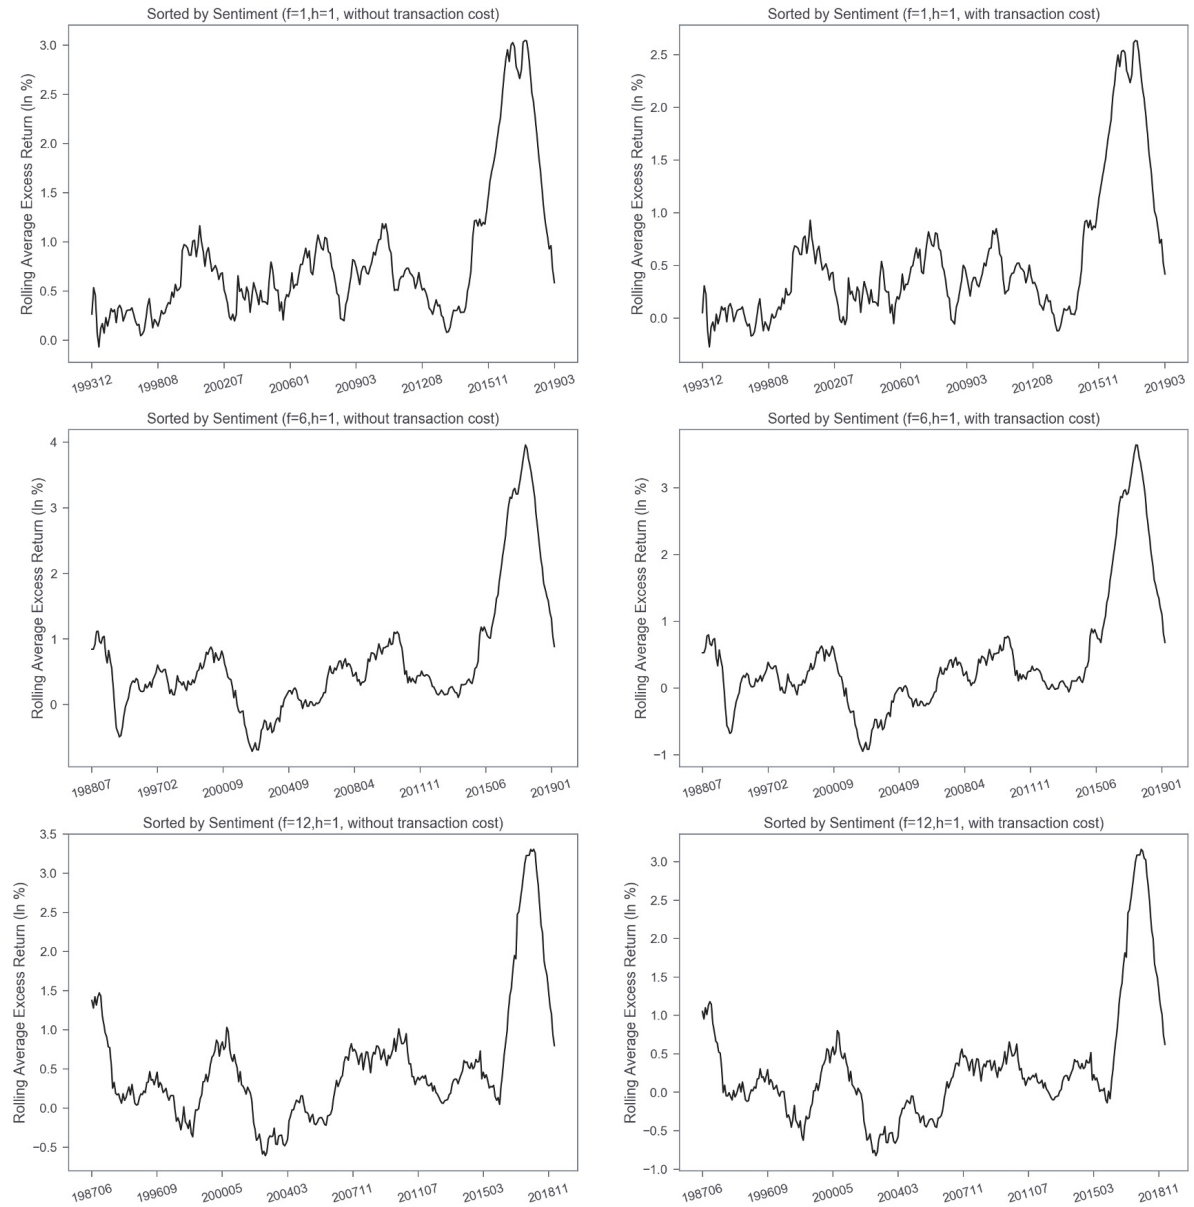 Sorted by Sentiment (f=1,h=1, without transaction cost)
Rolling Average Excess Return (In %)
3.0
2.5
2.0
1.5
1.0
0.5
0.0
199312 199808 200207 200601 200903 201208 201511 201903
Sorted by Sentiment (f=1,h=1, with transaction cost)
Rolling Average Excess Return (In %)
2.5
2.0
1.5
1.0
0.5
0.0
199312 199808 200207 200601 200903 201208 201511 201903
Sorted by Sentiment (f=6,h=1, without transaction cost)
Rolling Average Excess Return (In %)
4
3
2
1
0
198807 199702 200009 200409 200804 201111 201506 201901
Sorted by Sentiment (f=6,h=1, with transaction cost)
Rolling Average Excess Return (In %)
3
2
1
0
−1
198807 199702 200009 200409 200804 201111 201506 201901
Sorted by Sentiment (f=12,h=1, without transaction cost)
Rolling Average Excess Return (In %)
3.5
3.0
2.5
2.0
1.5
1.0
0.5
0.0
−0.5
198706 199609 200005 200403 200711 201107 201503 201811
Sorted by Sentiment (f=12,h=1, with transaction cost)
Rolling Average Excess Return (In %)
3.0
2.5
2.0
1.5
1.0
0.5
0.0
−0.5
−1.0
198706 199609 200005 200403 200711 201107 201503 201811